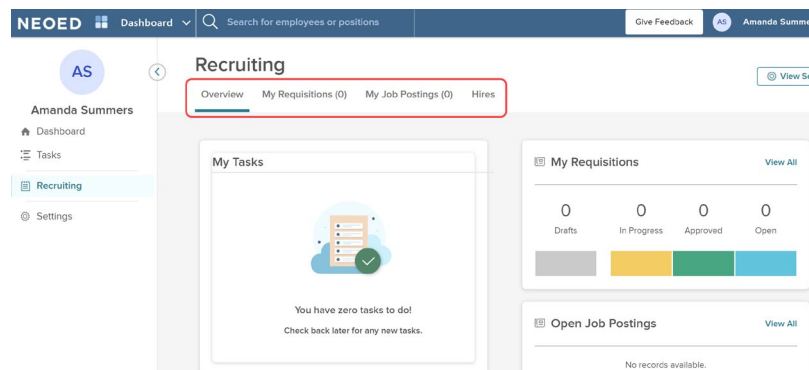 NEOED Dashboard Search for employees or positions Give Feedback AS Amanda
AS
Amanda Summers
Dashboard
Tasks
Recruiting
Settings
Recruiting
View
Overview My Requisitions (0) My Job Postings (0) Hires
My Tasks
You have zero tasks to do!
Check back later for any new tasks.
My Requisitions View All
0 0 0 0
Drafts In Progress Approved Open
Open Job Postings View All
No records available.